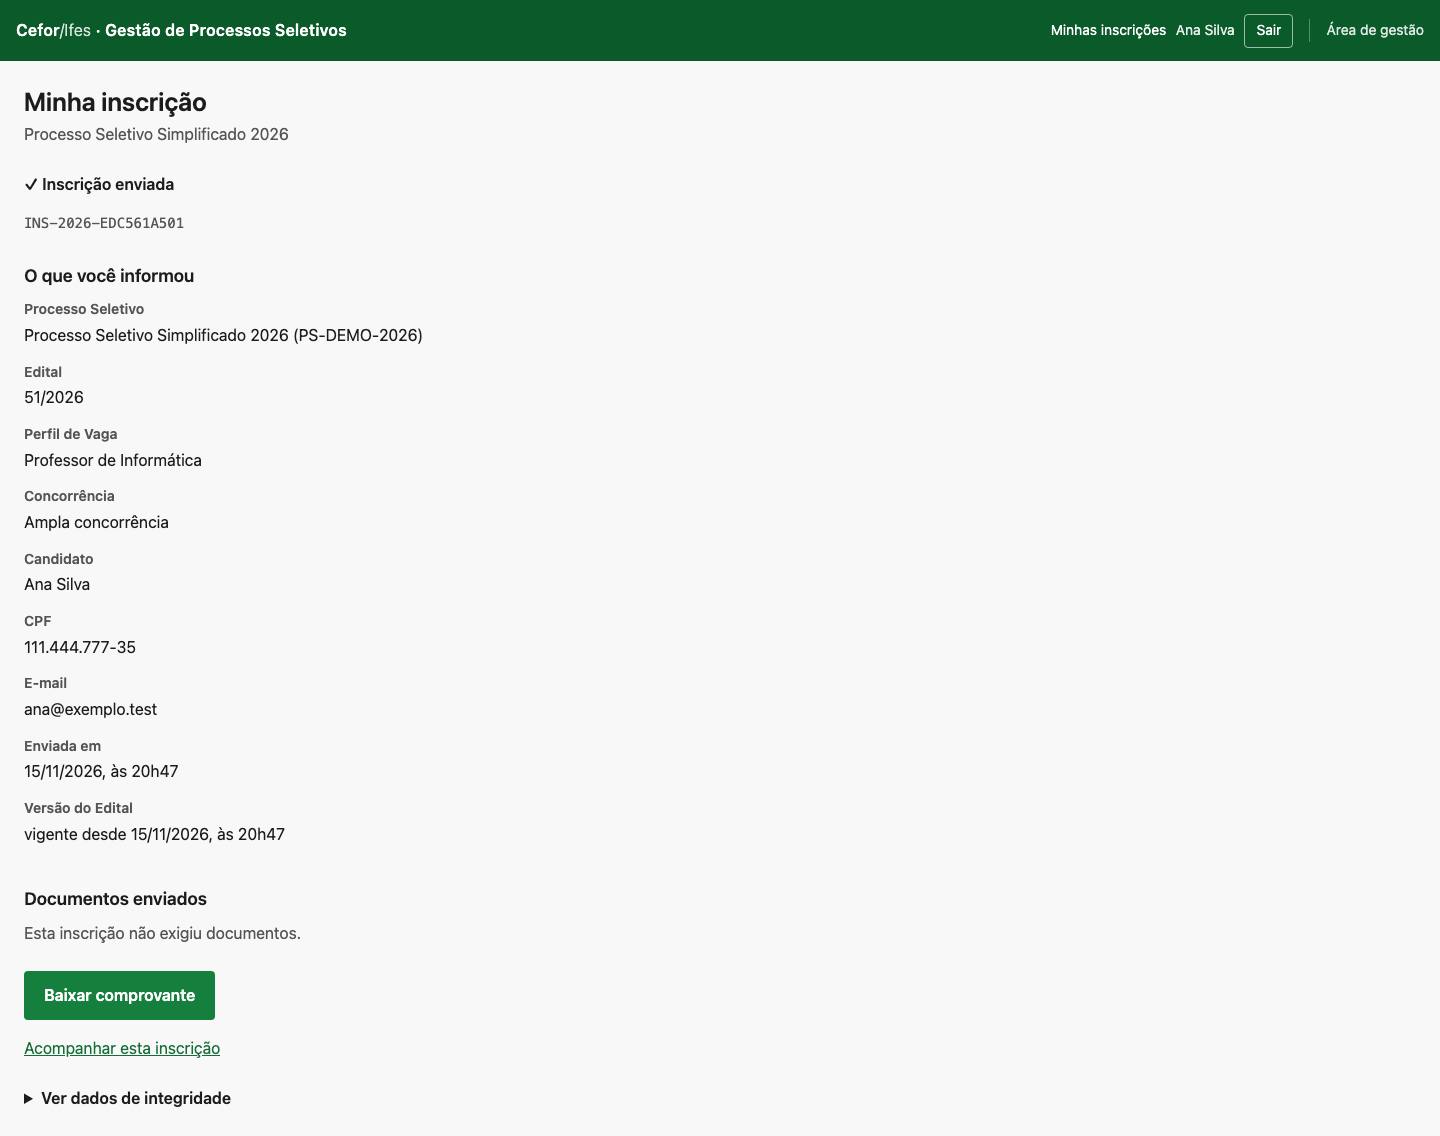 Cefor/Ifes · Gestão de Processos Seletivos
Minhas inscrições Ana Silva Sair Área de gestão
Minha inscrição
Processo Seletivo Simplificado 2026
✓ Inscrição enviada
INS-2026-EDC561A501
O que você informou
Processo Seletivo
Processo Seletivo Simplificado 2026 (PS-DEMO-2026)
Edital
51/2026
Perfil de Vaga
Professor de Informática
Concorrência
Ampla concorrência
Candidato
Ana Silva
CPF
111.444.777-35
E-mail
ana@exemplo.test
Enviada em
15/11/2026, às 20h47
Versão do Edital
vigente desde 15/11/2026, às 20h47
Documentos enviados
Esta inscrição não exigiu documentos.
Baixar comprovante
Acompanhar esta inscrição
Ver dados de integridade